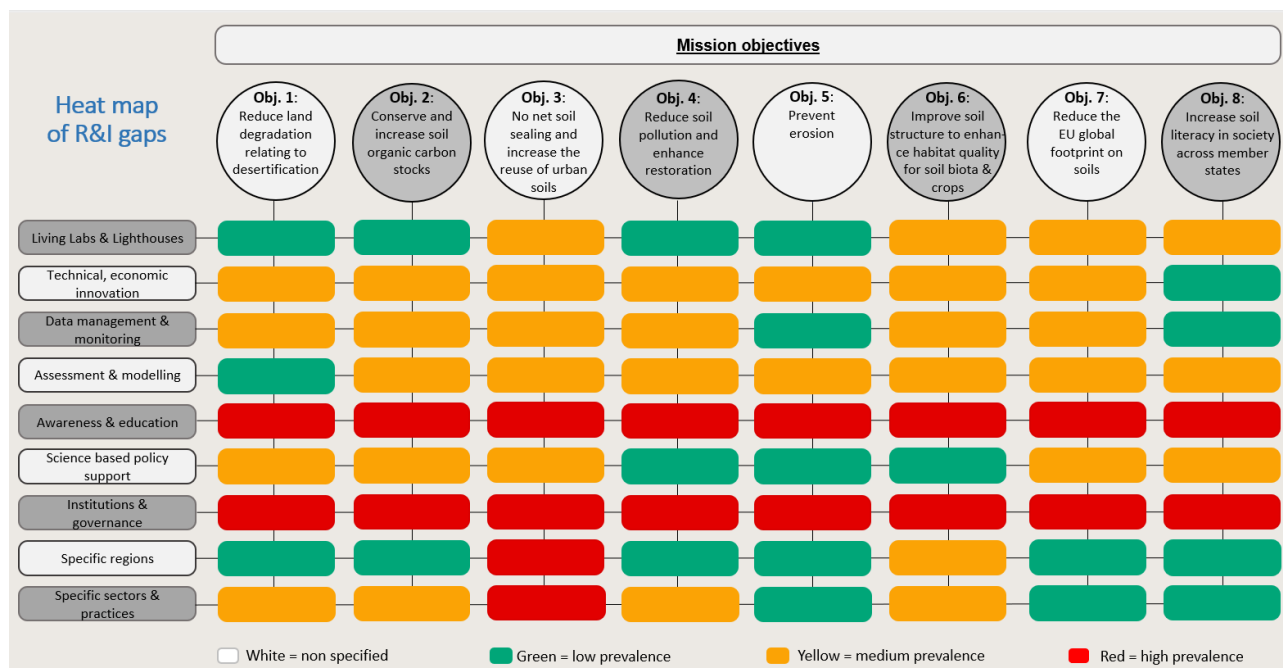 Mission objectives
Heat map
of R&I gaps
Obj. 1:
Reduce land
degradation
relating to
desertification
Obj. 2:
Conserve and
increase soil
organic carbon
stocks
Obj. 3:
No net soil
sealing and
increase the
reuse of urban
soils
Obj. 4:
Reduce soil
pollution and
enhance
restoration
Obj. 5:
Prevent
erosion
Obj. 6:
Improve soil
structure to enhan-
ce habitat quality
for soil biota &
crops
Obj. 7:
Reduce the
EU global
footprint on
soils
Obj. 8:
Increase soil
literacy in society
across member
states
Living Labs & Lighthouses
Technical, economic
innovation
Data management &
monitoring
Assessment & modelling
Awareness & education
Science based policy
support
Institutions &
governance
Specific regions
Specific sectors &
practices
White = non specified
Green = low prevalence
Yellow = medium prevalence
Red = high prevalence